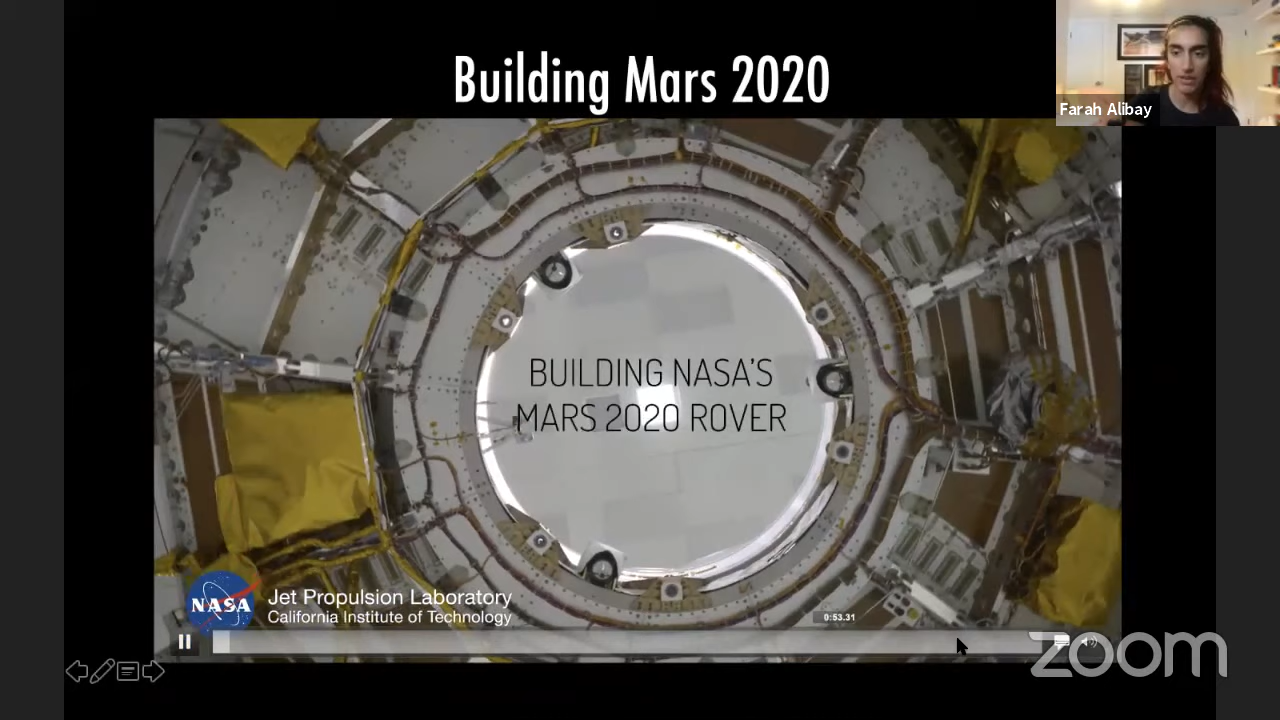 Building Mars 2020
Farah Alibay
BUILDING NASA'S
MARS 2020 ROVER
NASA
Jet Propulsion Laboratory
California Institute of Technology
0:53.31
zoom